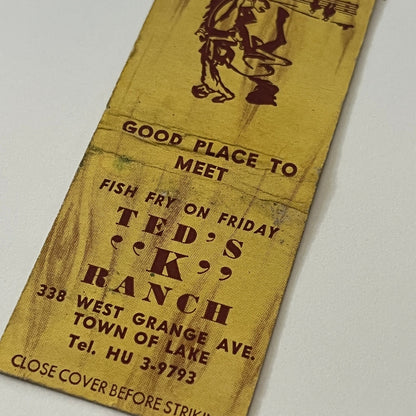 GOOD PLACE TO
MEET
FISH FRY ON FRIDAY
TED'S
"K"
RANCH
338 WEST GRANGE AVE.
TOWN OF LAKE
Tel. HU 3-9793
CLOSE COVER BEFORE STRIKI